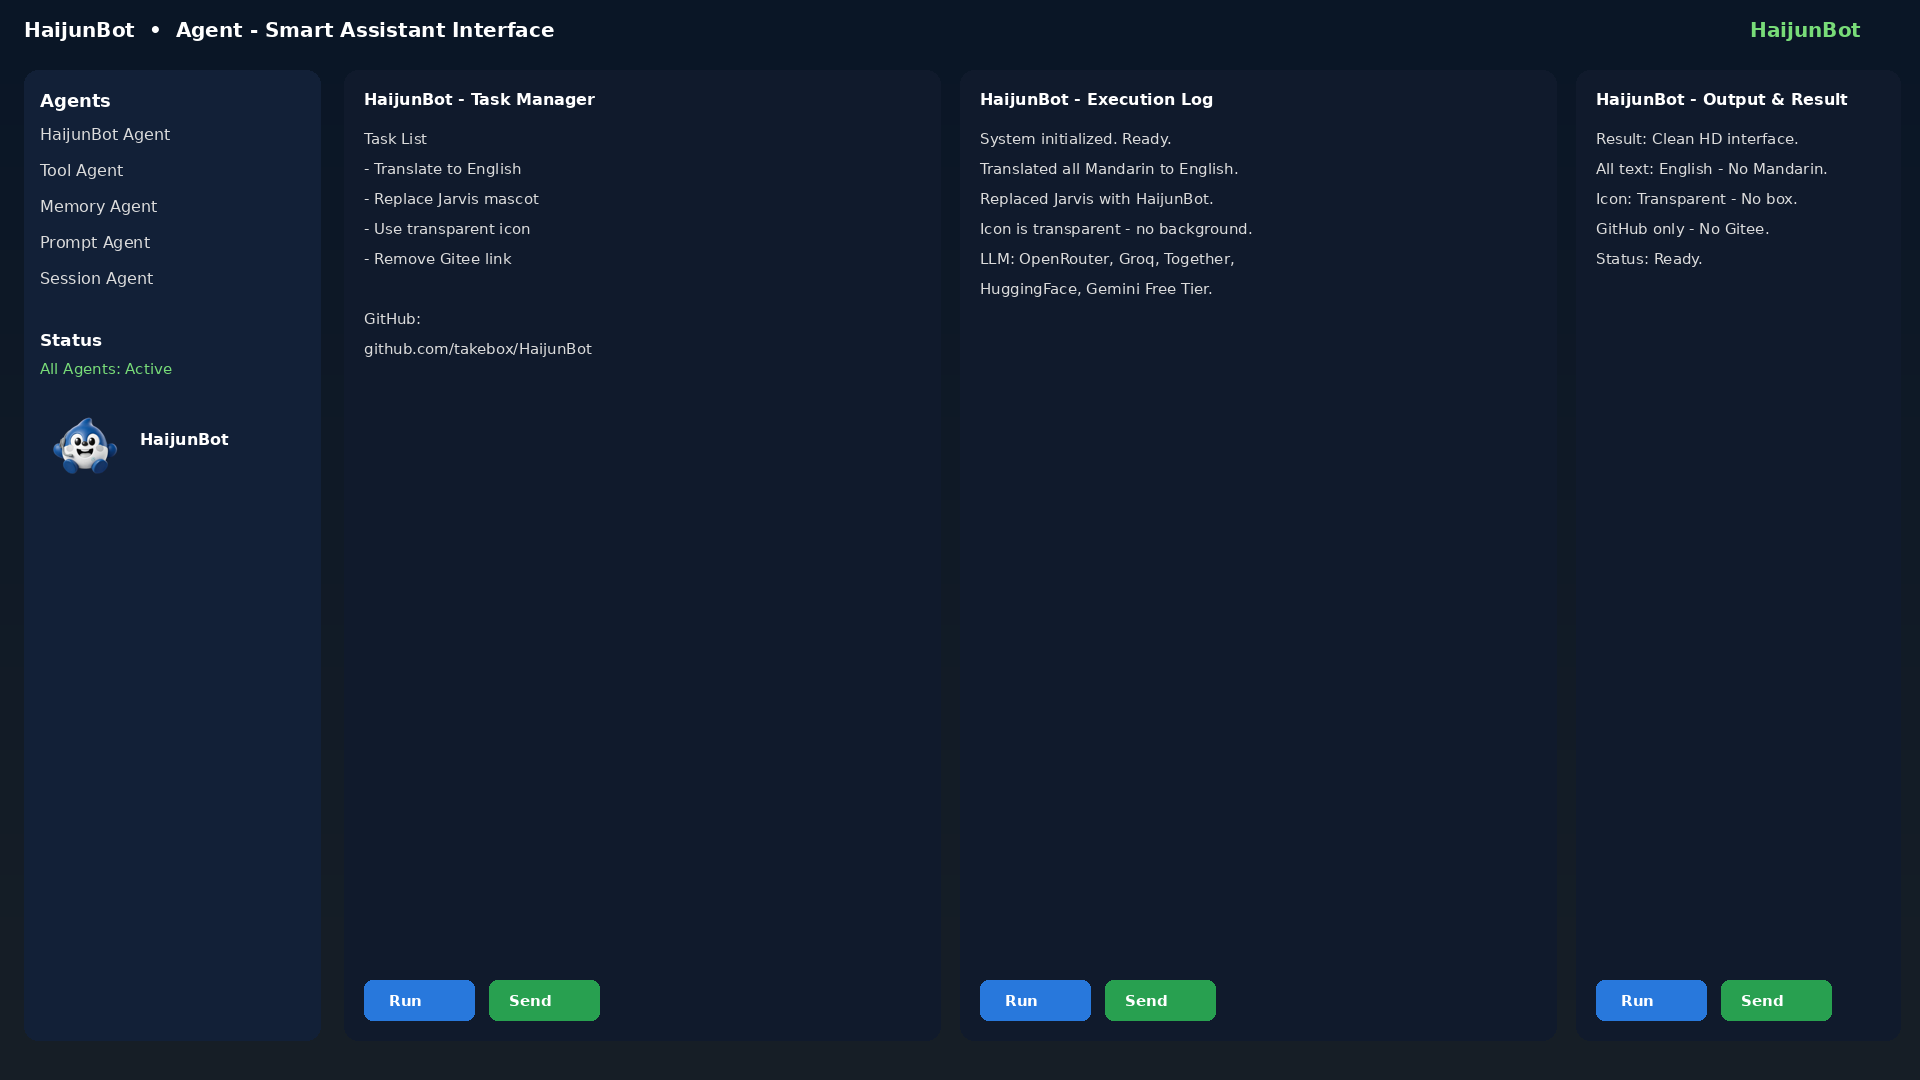 HaijunBot • Agent - Smart Assistant Interface
HaijunBot
Agents
HaijunBot Agent
Tool Agent
Memory Agent
Prompt Agent
Session Agent
Status
All Agents: Active
HaijunBot
HaijunBot - Task Manager
Task List
- Translate to English
- Replace Jarvis mascot
- Use transparent icon
- Remove Gitee link
GitHub:
github.com/takebox/HaijunBot
Run
Send
HaijunBot - Execution Log
System initialized. Ready.
Translated all Mandarin to English.
Replaced Jarvis with HaijunBot.
Icon is transparent - no background.
LLM: OpenRouter, Groq, Together,
HuggingFace, Gemini Free Tier.
Run
Send
HaijunBot - Output & Result
Result: Clean HD interface.
All text: English - No Mandarin.
Icon: Transparent - No box.
GitHub only - No Gitee.
Status: Ready.
Run
Send